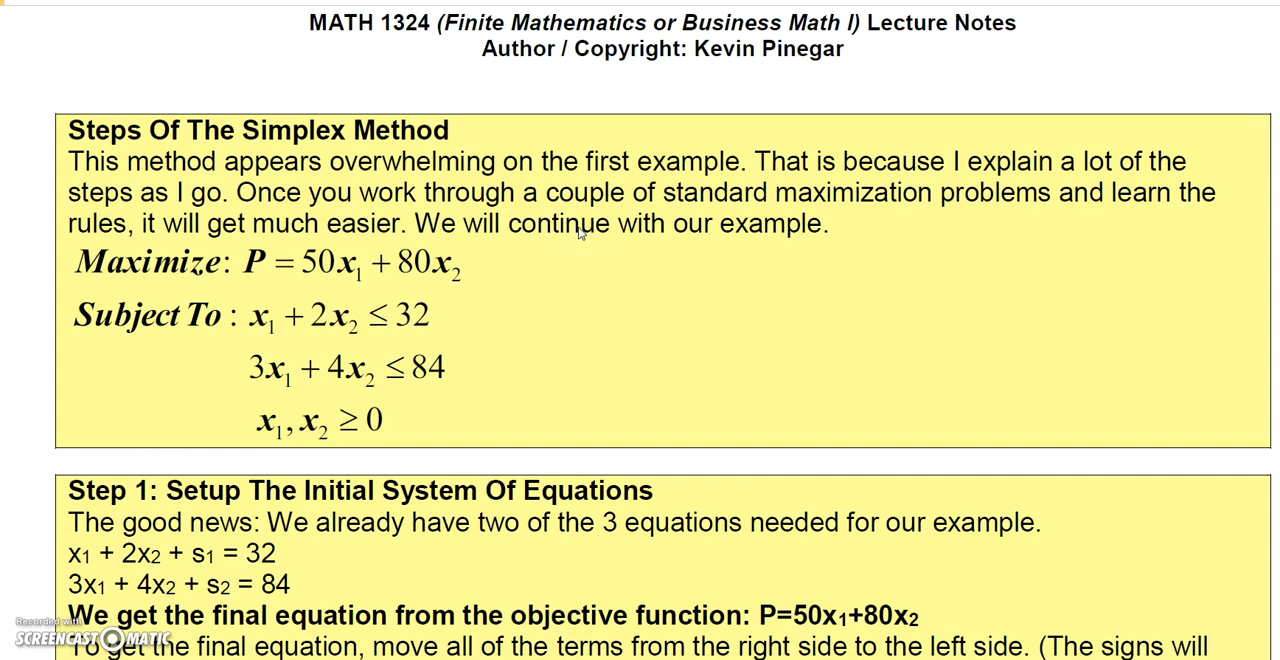 MATH 1324 (Finite Mathematics or Business Math I) Lecture Notes
Author / Copyright: Kevin Pinegar
Steps Of The Simplex Method
This method appears overwhelming on the first example. That is because I explain a lot of the
steps as I go. Once you work through a couple of standard maximization problems and learn the
rules, it will get much easier. We will continue with our example.
Maximize: P = 50x₁ + 80x₂
Subject To : x₁ + 2x₂ ≤ 32
3x₁ + 4x₂ ≤ 84
x₁, x₂ ≥ 0
Step 1: Setup The Initial System Of Equations
The good news: We already have two of the 3 equations needed for our example.
x₁ + 2x₂ + s₁ = 32
3x₁ + 4x₂ + s₂ = 84
We get the final equation from the objective function: P=50x₁+80x₂
To get the final equation, move all of the terms from the right side to the left side. (The signs will
Recorded with
SCREENCAST-O-MATIC